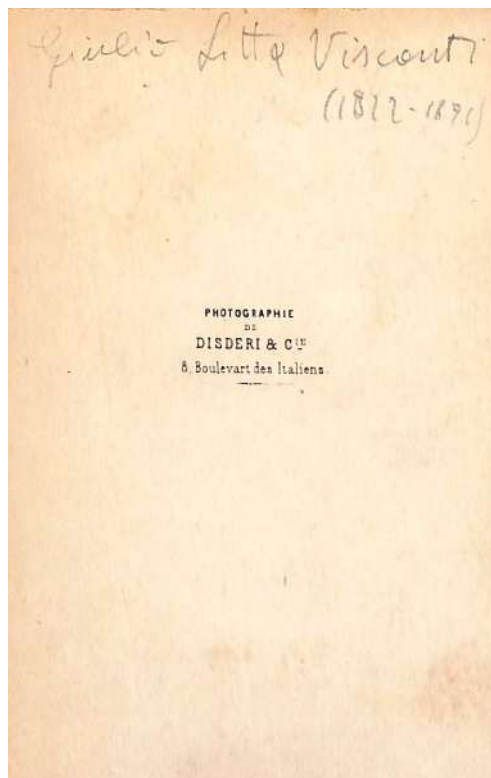 Giulio Litta Visconti
(1822-1891)
PHOTOGRAPHIE
DE
DISDERI & CIE
8, Boulevart des Italiens